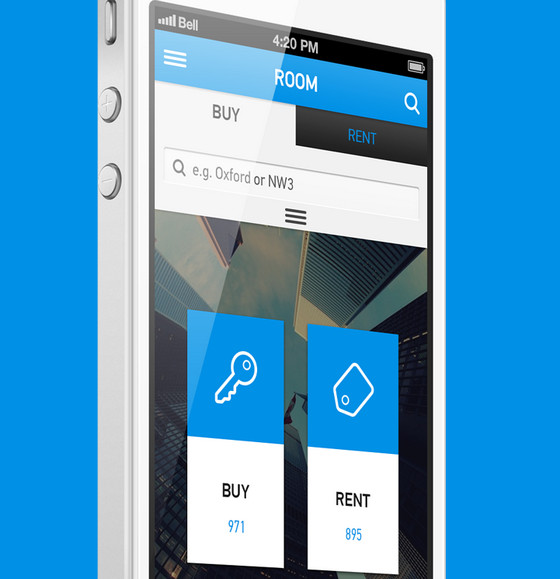 Bell
4:20 PM
ROOM
BUY
RENT
e.g. Oxford or NW3
BUY
971
RENT
895